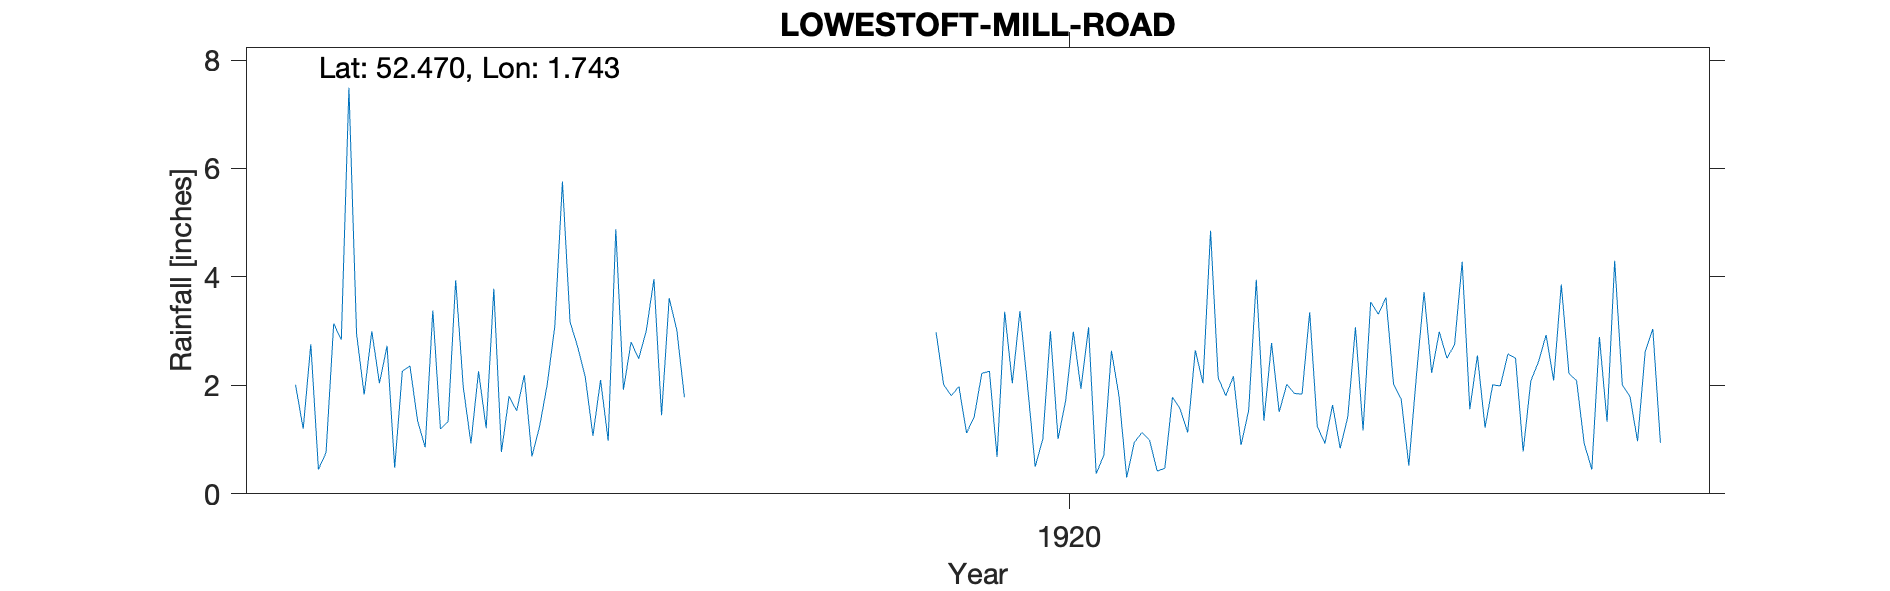 LOWESTOFT-MILL-ROAD
Lat: 52.470, Lon: 1.743
8
6
4
2
0
Rainfall [inches]
1920
Year